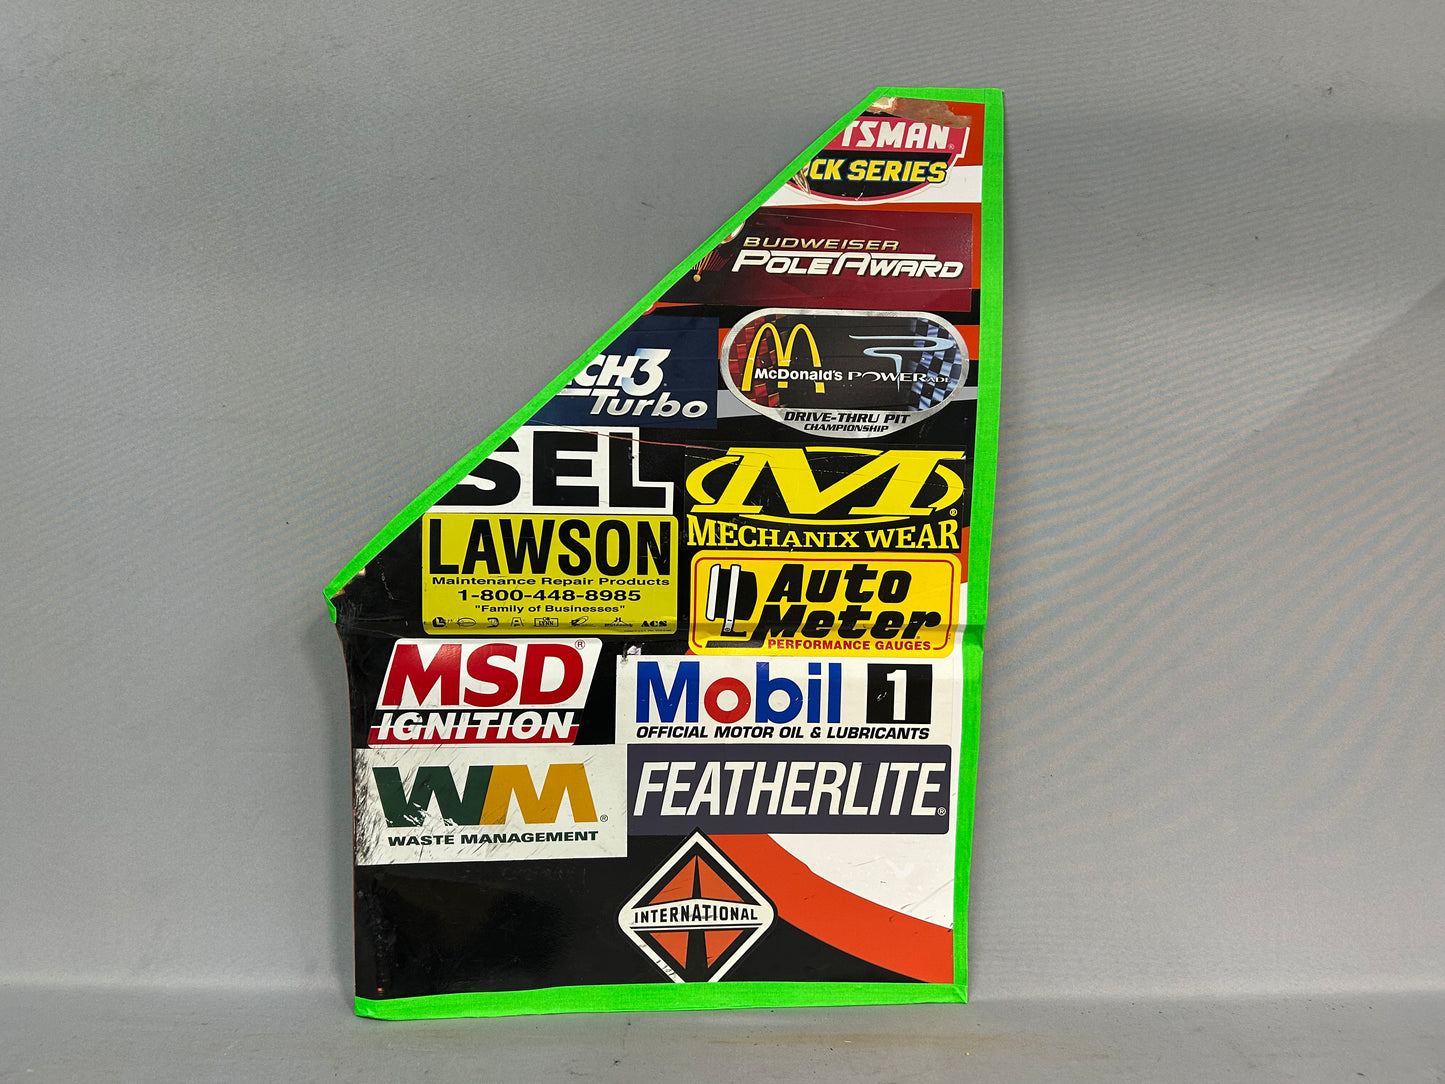 TSMAN®
CK SERIES
BUDWEISER
POLE AWARD
CH3
Turbo
McDonald's POWERADE
DRIVE-THRU PIT
CHAMPIONSHIP
SEL
MECHANIX WEAR®
LAWSON
Maintenance Repair Products
1-800-448-8985
"Family of Businesses"
ACS
Auto
Meter
PERFORMANCE GAUGES
MSD®
IGNITION
Mobil 1
OFFICIAL MOTOR OIL & LUBRICANTS
WM®
WASTE MANAGEMENT
FEATHERLITE®
INTERNATIONAL